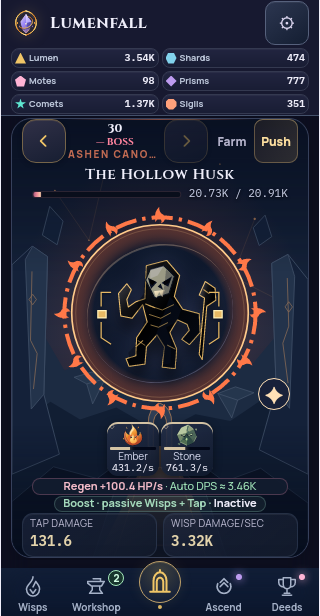 LUMENFALL
Lumen 3.54K
Shards 474
Motes 98
Prisms 777
Comets 1.37K
Sigils 351
30
— BOSS
ASHEN CANO…
Farm
Push
THE HOLLOW HUSK
20.73K / 20.91K
Ember
431.2/s
Stone
761.3/s
Regen +100.4 HP/s · Auto DPS ≈ 3.46K
Boost · passive Wisps + Tap · Inactive
TAP DAMAGE
131.6
WISP DAMAGE/SEC
3.32K
Wisps
Workshop
2
Ascend
Deeds